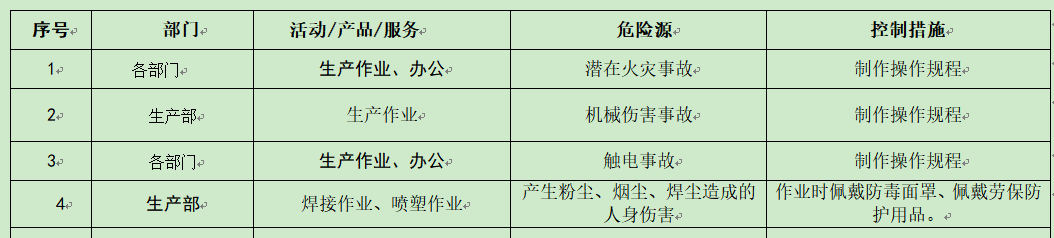 序号 部门 活动/产品/服务 危险源 控制措施
1 各部门 生产作业、办公 潜在火灾事故 制作操作规程
2 生产部 生产作业 机械伤害事故 制作操作规程
3 各部门 生产作业、办公 触电事故 制作操作规程
4 生产部 焊接作业、喷塑作业 产生粉尘、烟尘、焊尘造成的 作业时佩戴防毒面罩、佩戴劳保防
人身伤害 护用品。